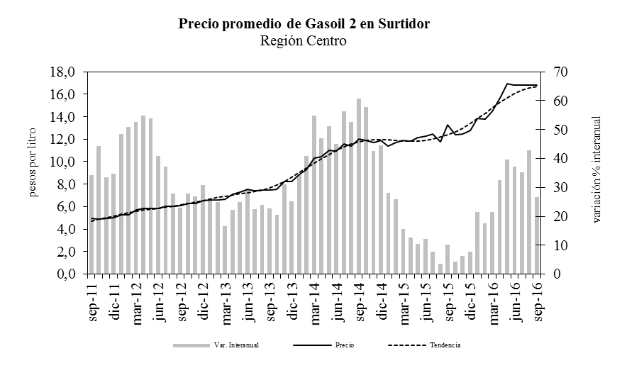 Precio promedio de Gasoil 2 en Surtidor
Región Centro
pesos por litro
18,0
16,0
14,0
12,0
10,0
8,0
6,0
4,0
2,0
0,0
70
60
50
40
30
20
10
0
variación % interanual
sep-11
dic-11
mar-12
jun-12
sep-12
dic-12
mar-13
jun-13
sep-13
dic-13
mar-14
jun-14
sep-14
dic-14
mar-15
jun-15
sep-15
dic-15
mar-16
jun-16
sep-16
Var. Interanual
Precio
Tendencia